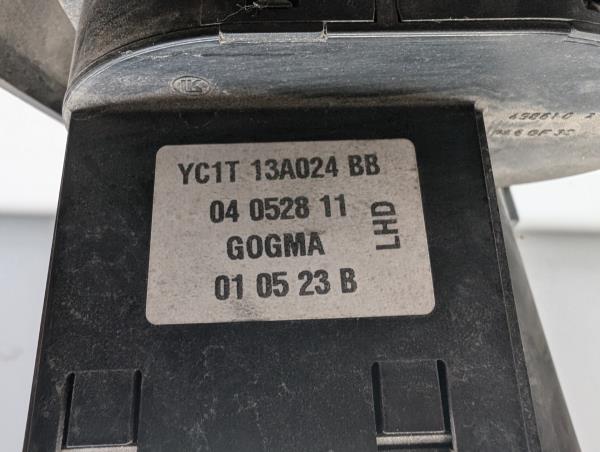 YC1T 13A024 BB
04 0528 11
GOGMA
01 05 23 B
LHD